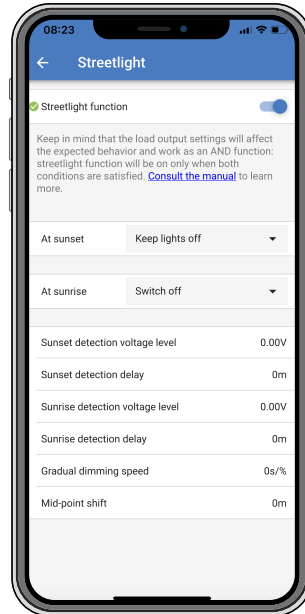 08:23
Streetlight
Streetlight function
Keep in mind that the load output settings will affect
the expected behavior and work as an AND function:
streetlight function will be on only when both
conditions are satisfied. Consult the manual to learn
more.
At sunset Keep lights off
At sunrise Switch off
Sunset detection voltage level 0.00V
Sunset detection delay 0m
Sunrise detection voltage level 0.00V
Sunrise detection delay 0m
Gradual dimming speed 0s/%
Mid-point shift 0m